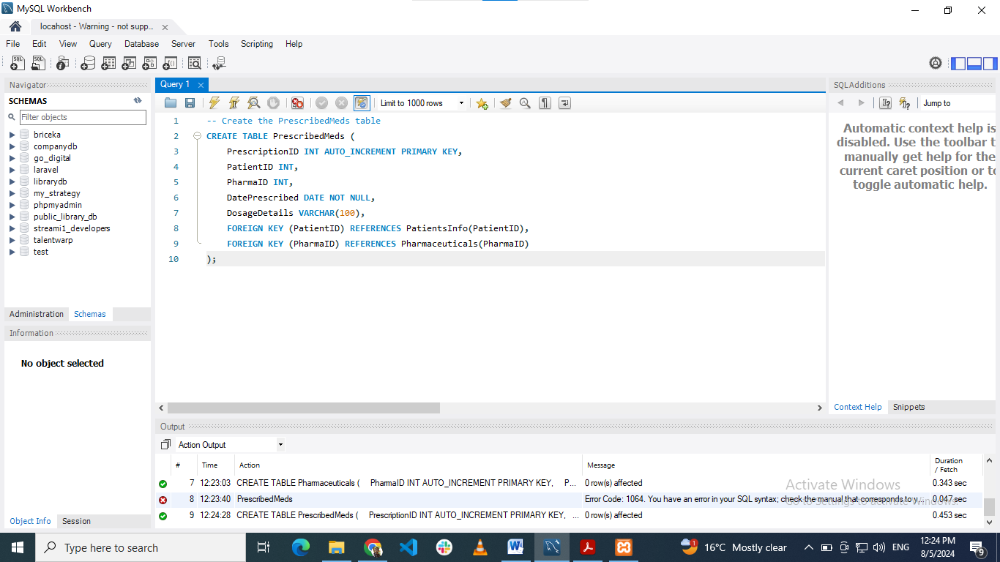 MySQL Workbench
locahost - Warning - not supp...
File Edit View Query Database Server Tools Scripting Help
Navigator
SCHEMAS
Filter objects
briceka
companydb
go_digital
laravel
librarydb
my_strategy
phpmyadmin
public_library_db
streami1_developers
talentwarp
test
Administration Schemas
Information
No object selected
Object Info Session
Query 1
Limit to 1000 rows
1 -- Create the PrescribedMeds table
2 CREATE TABLE PrescribedMeds (
3 PrescriptionID INT AUTO_INCREMENT PRIMARY KEY,
4 PatientID INT,
5 PharmaID INT,
6 DatePrescribed DATE NOT NULL,
7 DosageDetails VARCHAR(100),
8 FOREIGN KEY (PatientID) REFERENCES PatientsInfo(PatientID),
9 FOREIGN KEY (PharmaID) REFERENCES Pharmaceuticals(PharmaID)
10 );
SQLAdditions
Jump to
Automatic context help is
disabled. Use the toolbar t
manually get help for the
current caret position or to
toggle automatic help.
Context Help Snippets
Output
Action Output
# Time Action Message Duration / Fetch
7 12:23:03 CREATE TABLE Pharmaceuticals ( PharmaID INT AUTO_INCREMENT PRIMARY KEY, P... 0 row(s) affected 0.343 sec
8 12:23:40 PrescribedMeds Error Code: 1064. You have an error in your SQL syntax; check the manual that corresponds to y... 0.047 sec
9 12:24:28 CREATE TABLE PrescribedMeds ( PrescriptionID INT AUTO_INCREMENT PRIMARY KEY, ... 0 row(s) affected 0.453 sec
Activate Windows
Go to Settings to activate Windows.
Type here to search
16°C Mostly clear
ENG
12:24 PM
8/5/2024
9